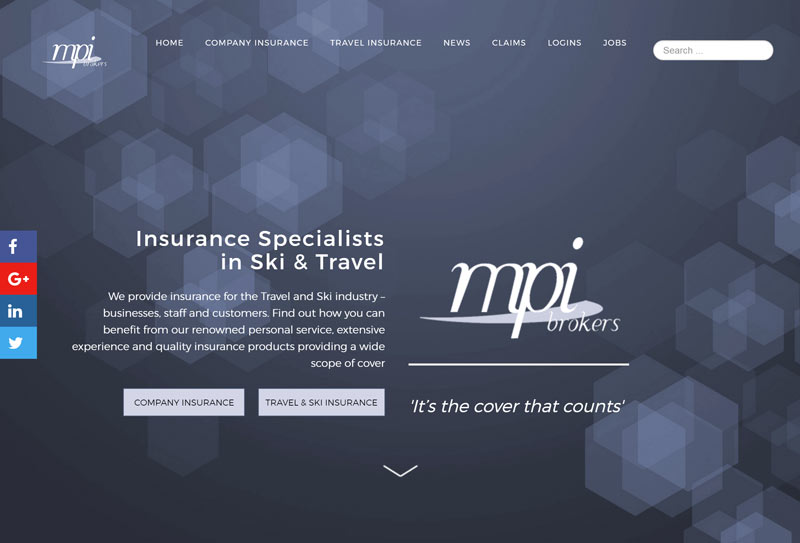 mpi
brokers
HOME COMPANY INSURANCE TRAVEL INSURANCE NEWS CLAIMS LOGINS JOBS
Search ...
Insurance Specialists
in Ski & Travel
We provide insurance for the Travel and Ski industry –
businesses, staff and customers. Find out how you can
benefit from our renowned personal service, extensive
experience and quality insurance products providing a wide
scope of cover
COMPANY INSURANCE TRAVEL & SKI INSURANCE
mpi
brokers
'It's the cover that counts'
f
G+
in